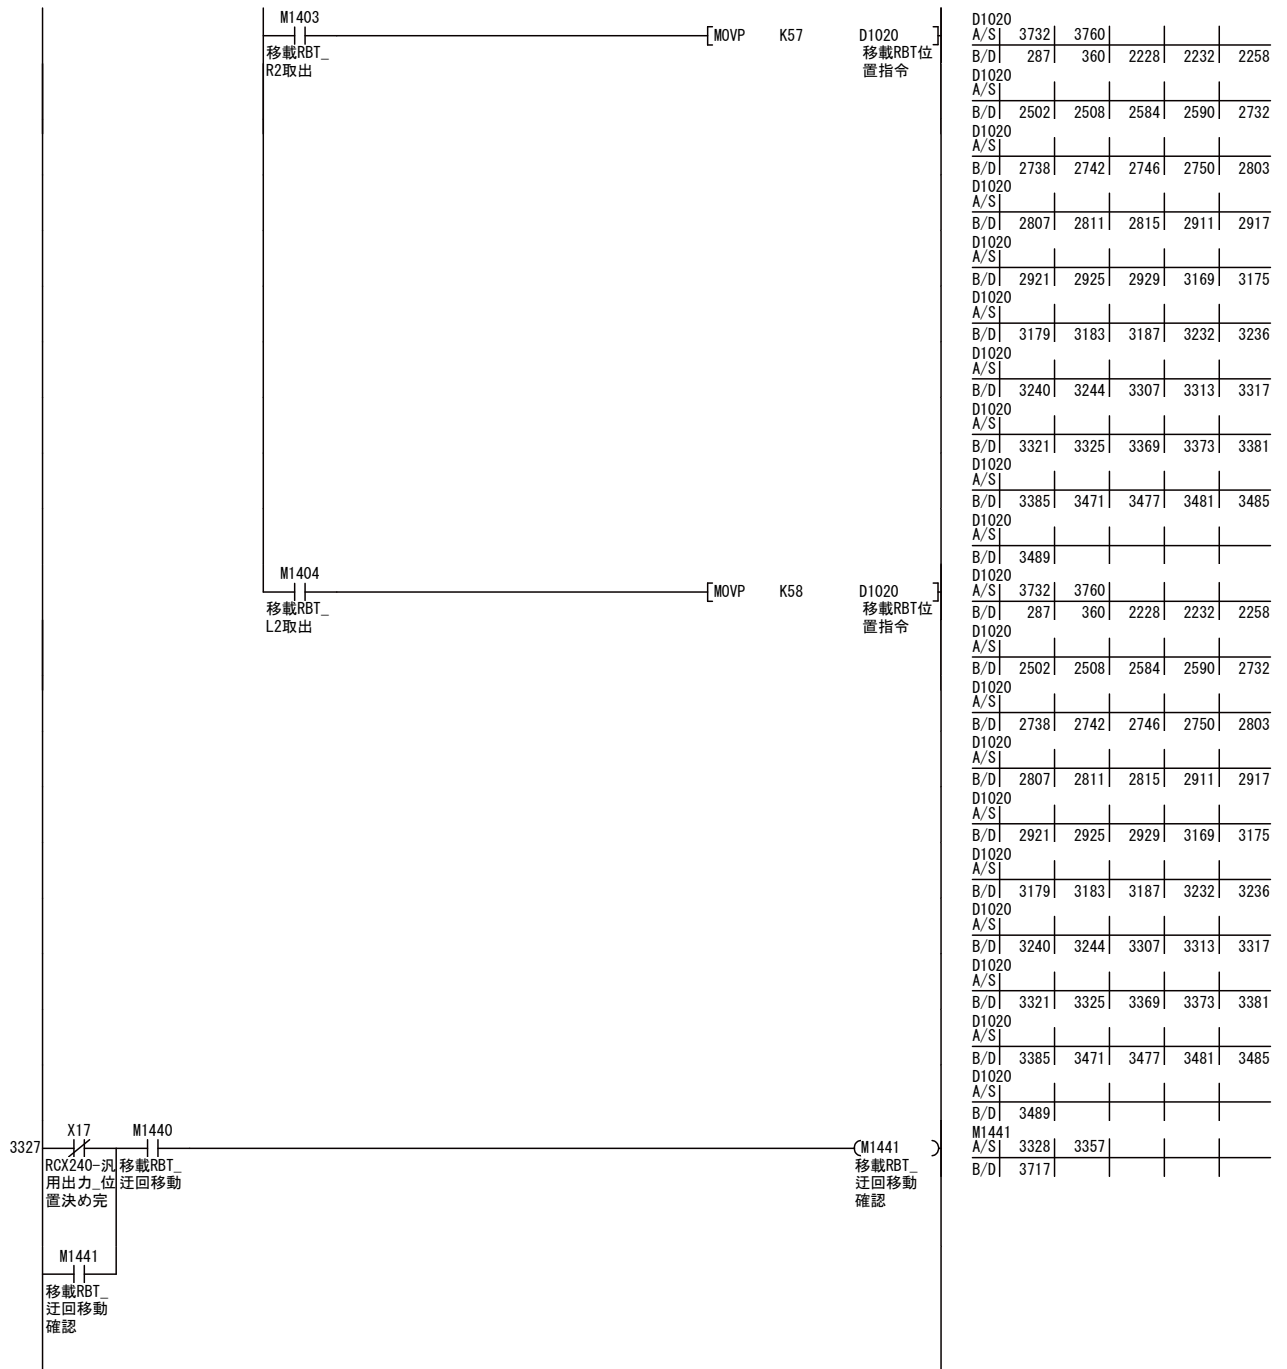 M1403
[MOVP K57 D1020 ]
移載RBT_
R2取出
移載RBT位
置指令
D1020
A/S 3732 3760
B/D 287 360 2228 2232 2258
D1020
A/S
B/D 2502 2508 2584 2590 2732
D1020
A/S
B/D 2738 2742 2746 2750 2803
D1020
A/S
B/D 2807 2811 2815 2911 2917
D1020
A/S
B/D 2921 2925 2929 3169 3175
D1020
A/S
B/D 3179 3183 3187 3232 3236
D1020
A/S
B/D 3240 3244 3307 3313 3317
D1020
A/S
B/D 3321 3325 3369 3373 3381
D1020
A/S
B/D 3385 3471 3477 3481 3485
D1020
A/S
B/D 3489
M1404
[MOVP K58 D1020 ]
移載RBT_
L2取出
移載RBT位
置指令
D1020
A/S 3732 3760
B/D 287 360 2228 2232 2258
D1020
A/S
B/D 2502 2508 2584 2590 2732
D1020
A/S
B/D 2738 2742 2746 2750 2803
D1020
A/S
B/D 2807 2811 2815 2911 2917
D1020
A/S
B/D 2921 2925 2929 3169 3175
D1020
A/S
B/D 3179 3183 3187 3232 3236
D1020
A/S
B/D 3240 3244 3307 3313 3317
D1020
A/S
B/D 3321 3325 3369 3373 3381
D1020
A/S
B/D 3385 3471 3477 3481 3485
D1020
A/S
B/D 3489
3327
X17
RCX240-汎
用出力_位
置決め完
M1440
移載RBT_
迂回移動
(M1441 )
移載RBT_
迂回移動
確認
M1441
A/S 3328 3357
B/D 3717
M1441
移載RBT_
迂回移動
確認